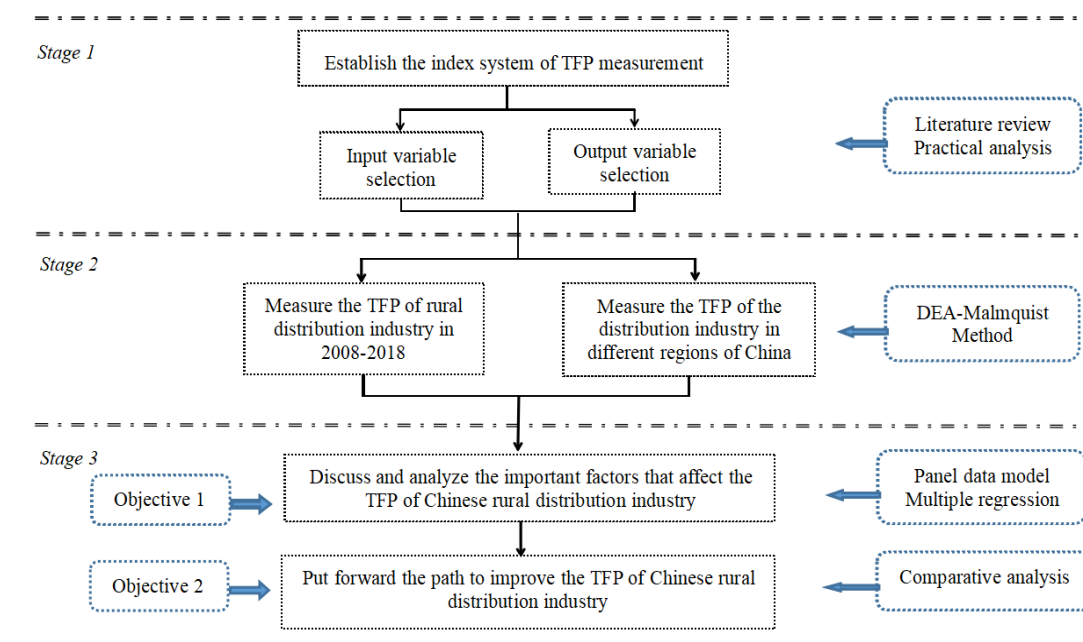 Stage 1
Establish the index system of TFP measurement
Input variable
selection
Output variable
selection
Literature review
Practical analysis
Stage 2
Measure the TFP of rural
distribution industry in
2008-2018
Measure the TFP of the
distribution industry in
different regions of China
DEA-Malmquist
Method
Stage 3
Objective 1
Discuss and analyze the important factors that affect the
TFP of Chinese rural distribution industry
Panel data model
Multiple regression
Objective 2
Put forward the path to improve the TFP of Chinese rural
distribution industry
Comparative analysis